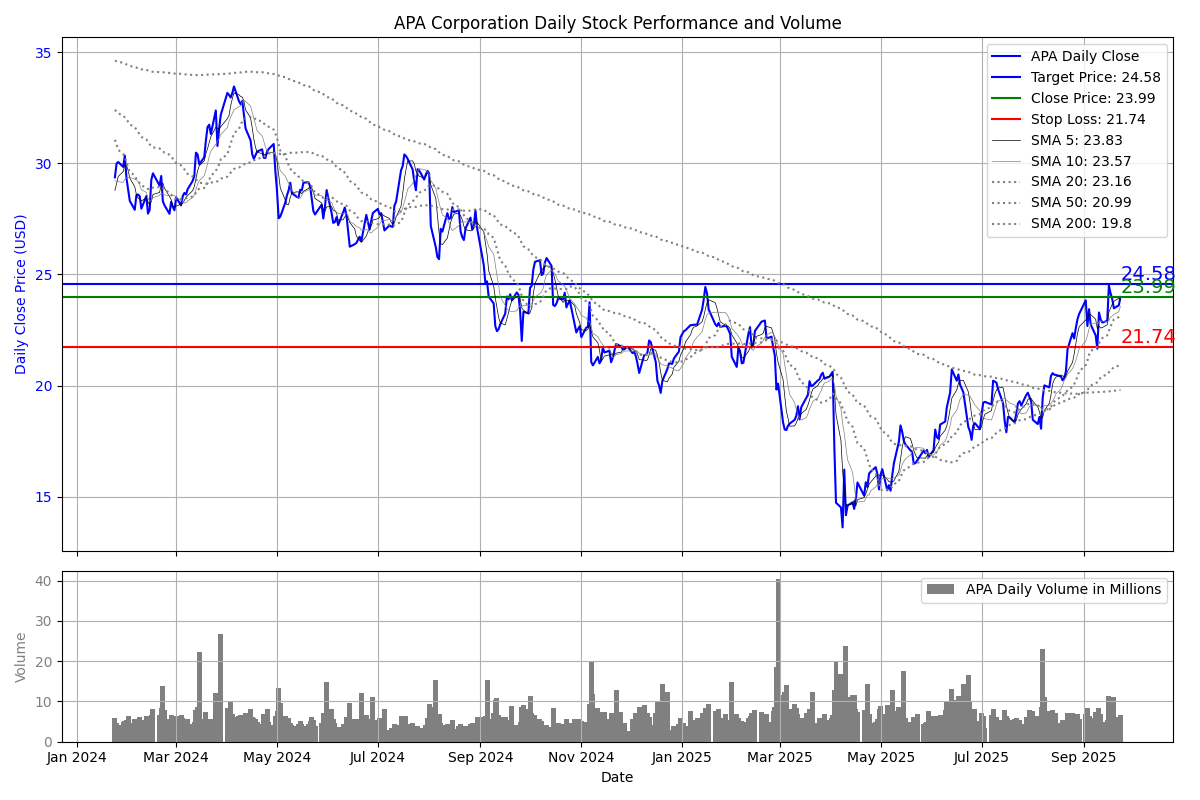 APA Corporation Daily Stock Performance and Volume
35
30
25
20
15
Daily Close Price (USD)
APA Daily Close
Target Price: 24.58
Close Price: 23.99
Stop Loss: 21.74
SMA 5: 23.83
SMA 10: 23.57
SMA 20: 23.16
SMA 50: 20.99
SMA 200: 19.8
24.58
23.99
21.74
40
30
20
10
0
Volume
APA Daily Volume in Millions
Jan 2024 Mar 2024 May 2024 Jul 2024 Sep 2024 Nov 2024 Jan 2025 Mar 2025 May 2025 Jul 2025 Sep 2025
Date